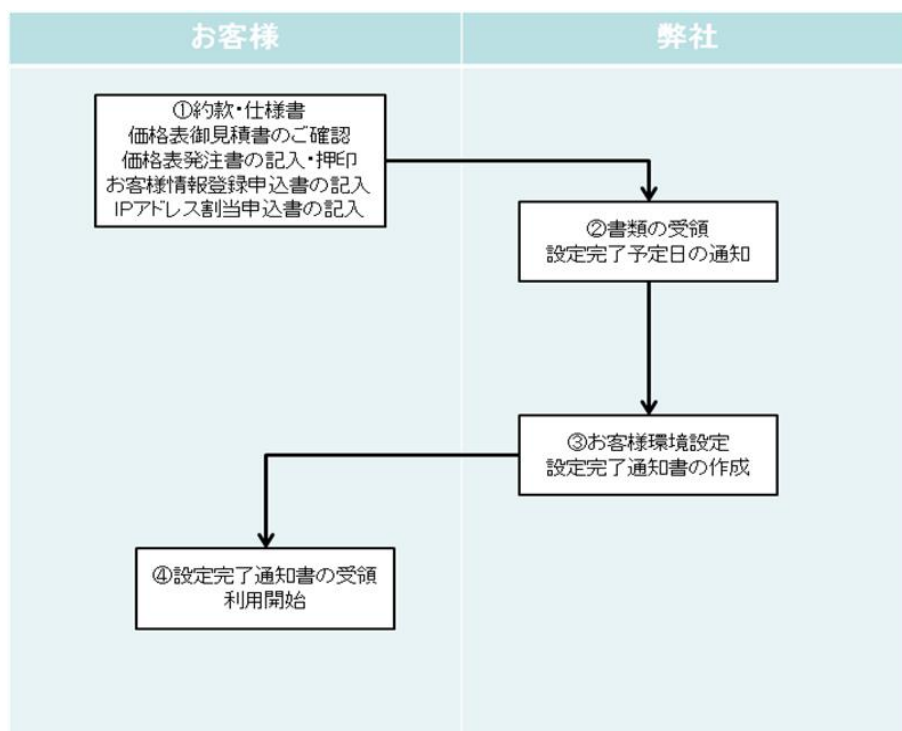 お客様
弊社
①約款・仕様書
価格表御見積書のご確認
価格表発注書の記入・押印
お客様情報登録申込書の記入
IPアドレス割当申込書の記入
②書類の受領
設定完了予定日の通知
③お客様環境設定
設定完了通知書の作成
④設定完了通知書の受領
利用開始